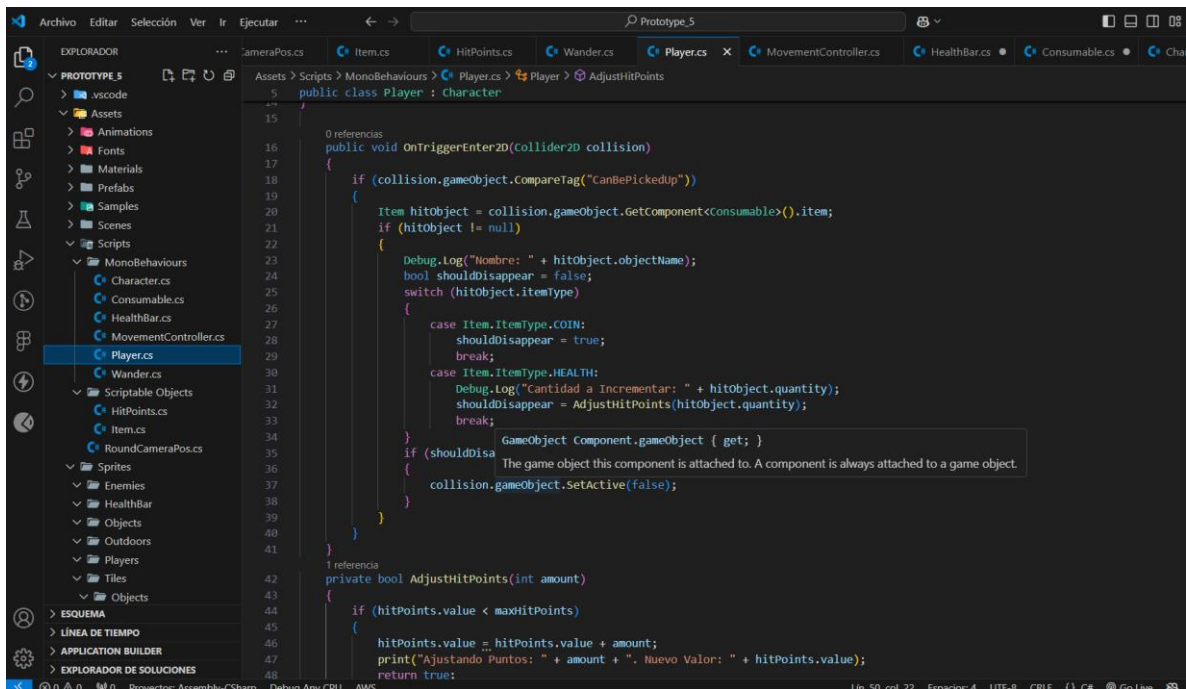 Archivo Editar Selección Ver Ir Ejecutar ··· Prototype_5
EXPLORADOR ···
PROTOTYPE_5
.vscode
Assets
Animations
Fonts
Materials
Prefabs
Samples
Scenes
Scripts
MonoBehaviours
Character.cs
Consumable.cs
HealthBar.cs
MovementController.cs
Player.cs
Wander.cs
Scriptable Objects
HitPoints.cs
Item.cs
RoundCameraPos.cs
Sprites
Enemies
HealthBar
Objects
Outdoors
Players
Tiles
Objects
ESQUEMA
LÍNEA DE TIEMPO
APPLICATION BUILDER
EXPLORADOR DE SOLUCIONES
CameraPos.cs Item.cs HitPoints.cs Wander.cs Player.cs MovementController.cs HealthBar.cs Consumable.cs Cha
Assets > Scripts > MonoBehaviours > Player.cs > Player > AdjustHitPoints
5 public class Player : Character
14 }
15
0 referencias
16 public void OnTriggerEnter2D(Collider2D collision)
17 {
18 if (collision.gameObject.CompareTag("CanBePickedUp"))
19 {
20 Item hitObject = collision.gameObject.GetComponent<Consumable>().item;
21 if (hitObject != null)
22 {
23 Debug.Log("Nombre: " + hitObject.objectName);
24 bool shouldDisappear = false;
25 switch (hitObject.itemType)
26 {
27 case Item.ItemType.COIN:
28 shouldDisappear = true;
29 break;
30 case Item.ItemType.HEALTH:
31 Debug.Log("Cantidad a Incrementar: " + hitObject.quantity);
32 shouldDisappear = AdjustHitPoints(hitObject.quantity);
33 break;
34 }
GameObject Component.gameObject { get; }
35 if (shouldDisa
The game object this component is attached to. A component is always attached to a game object.
36 {
37 collision.gameObject.SetActive(false);
38 }
39 }
40 }
41 }
1 referencia
42 private bool AdjustHitPoints(int amount)
43 {
44 if (hitPoints.value < maxHitPoints)
45 {
46 hitPoints.value = hitPoints.value + amount;
47 print("Ajustando Puntos: " + amount + ". Nuevo Valor: " + hitPoints.value);
48 return true;
0 0 0 Proyectos: Assembly-CSharp Debug Any CPU AWS Lín. 50, col. 22 Espacios: 4 UTF-8 CRLF {} C# Go Live